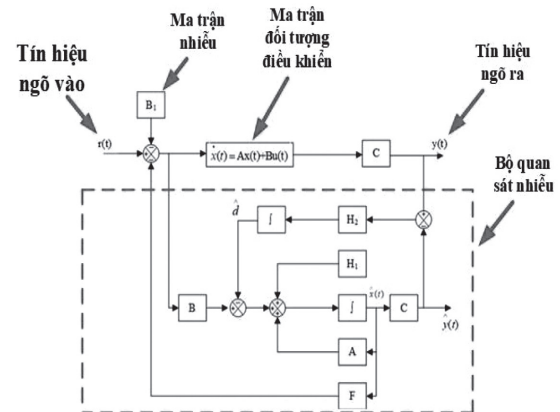 Ma trận
nhiễu
Ma trận
đối tượng
điều khiển
Tín hiệu
ngõ vào
Tín hiệu
ngõ ra
B₁
r(t)
ẋ(t) = Ax(t)+Bu(t)
C
y(t)
Bộ quan
sát nhiễu
d̂
∫
H₂
H₁
B
∫
x̂(t)
C
ŷ(t)
A
F